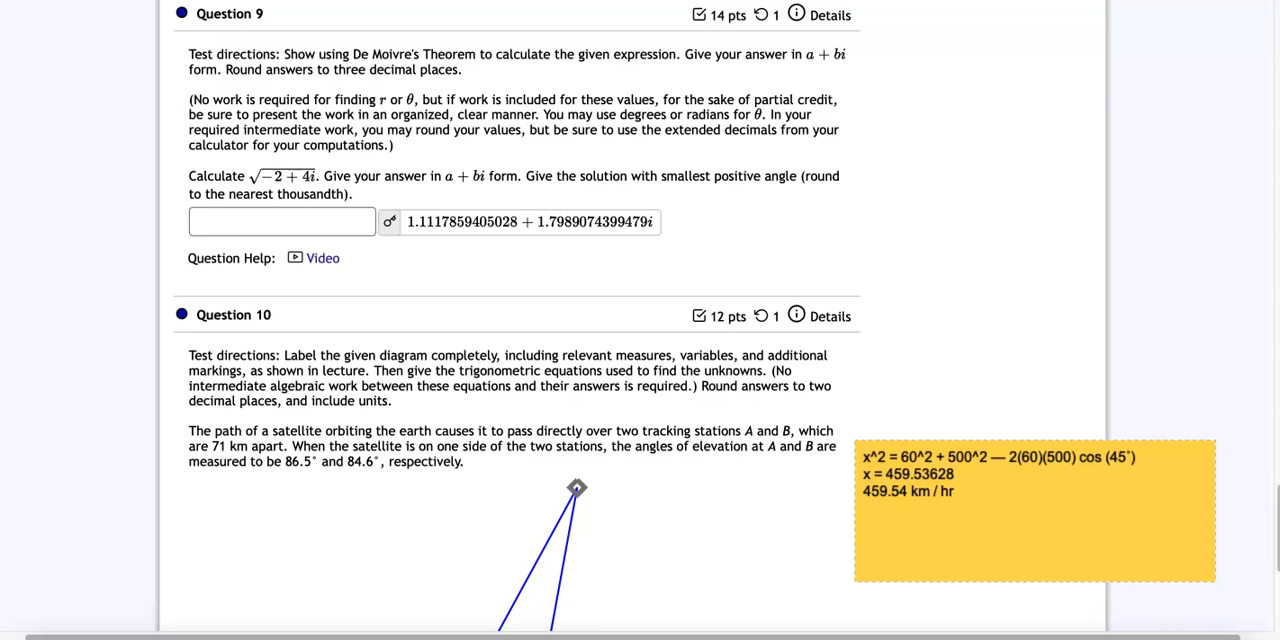 Question 9
14 pts 1 Details
Test directions: Show using De Moivre's Theorem to calculate the given expression. Give your answer in a + bi
form. Round answers to three decimal places.
(No work is required for finding r or θ, but if work is included for these values, for the sake of partial credit,
be sure to present the work in an organized, clear manner. You may use degrees or radians for θ. In your
required intermediate work, you may round your values, but be sure to use the extended decimals from your
calculator for your computations.)
Calculate √−2 + 4i. Give your answer in a + bi form. Give the solution with smallest positive angle (round
to the nearest thousandth).
1.1117859405028 + 1.7989074399479i
Question Help: Video
Question 10
12 pts 1 Details
Test directions: Label the given diagram completely, including relevant measures, variables, and additional
markings, as shown in lecture. Then give the trigonometric equations used to find the unknowns. (No
intermediate algebraic work between these equations and their answers is required.) Round answers to two
decimal places, and include units.
The path of a satellite orbiting the earth causes it to pass directly over two tracking stations A and B, which
are 71 km apart. When the satellite is on one side of the two stations, the angles of elevation at A and B are
measured to be 86.5° and 84.6°, respectively.
x^2 = 60^2 + 500^2 — 2(60)(500) cos (45˚)
x = 459.53628
459.54 km / hr